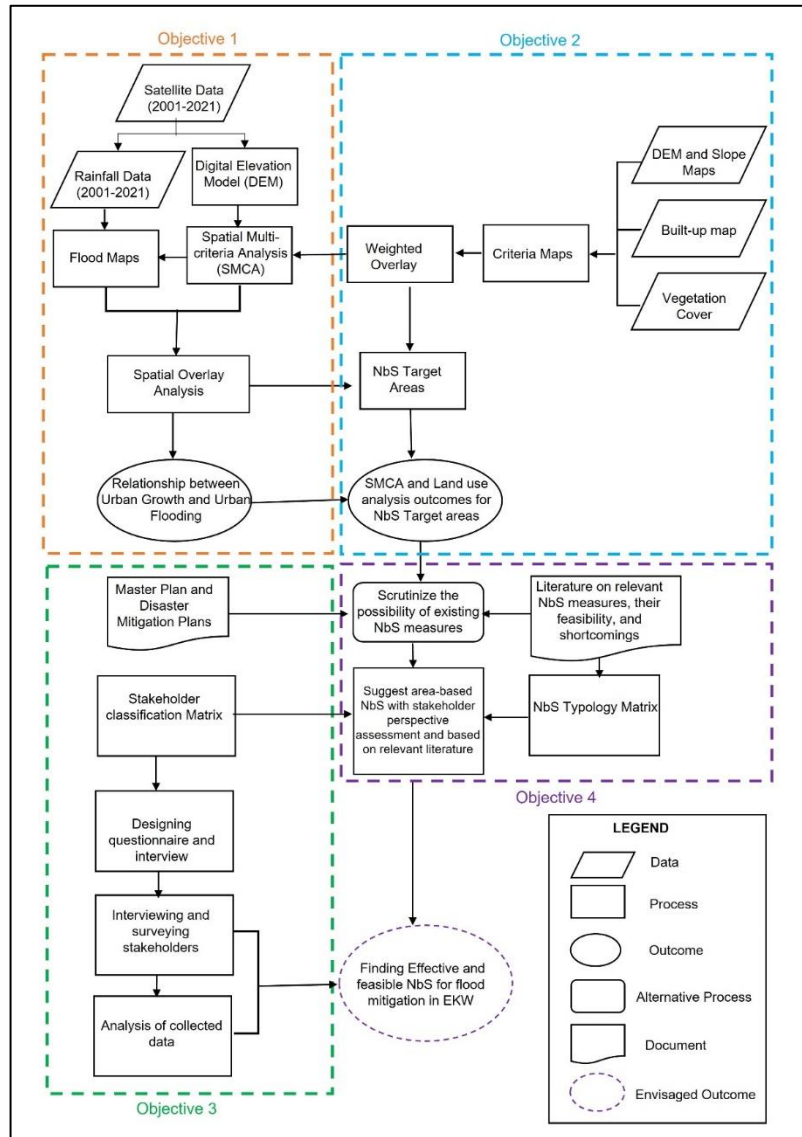 Objective 1
Objective 2
Satellite Data
(2001-2021)
Rainfall Data
(2001-2021)
Digital Elevation
Model (DEM)
DEM and Slope
Maps
Flood Maps
Spatial Multi-
criteria Analysis
(SMCA)
Weighted
Overlay
Criteria Maps
Built-up map
Vegetation
Cover
Spatial Overlay
Analysis
NbS Target
Areas
Relationship between
Urban Growth and Urban
Flooding
SMCA and Land use
analysis outcomes for
NbS Target areas
Master Plan and
Disaster
Mitigation Plans
Scrutinize the
possibility of existing
NbS measures
Literature on relevant
NbS measures, their
feasibility, and
shortcomings
Stakeholder
classification Matrix
Suggest area-based
NbS with stakeholder
perspective
assessment and based
on relevant literature
NbS Typology Matrix
Objective 4
Designing
questionnaire and
interview
Interviewing and
surveying
stakeholders
Analysis of collected
data
Finding Effective and
feasible NbS for flood
mitigation in EKW
Objective 3
LEGEND
Data
Process
Outcome
Alternative Process
Document
Envisaged Outcome